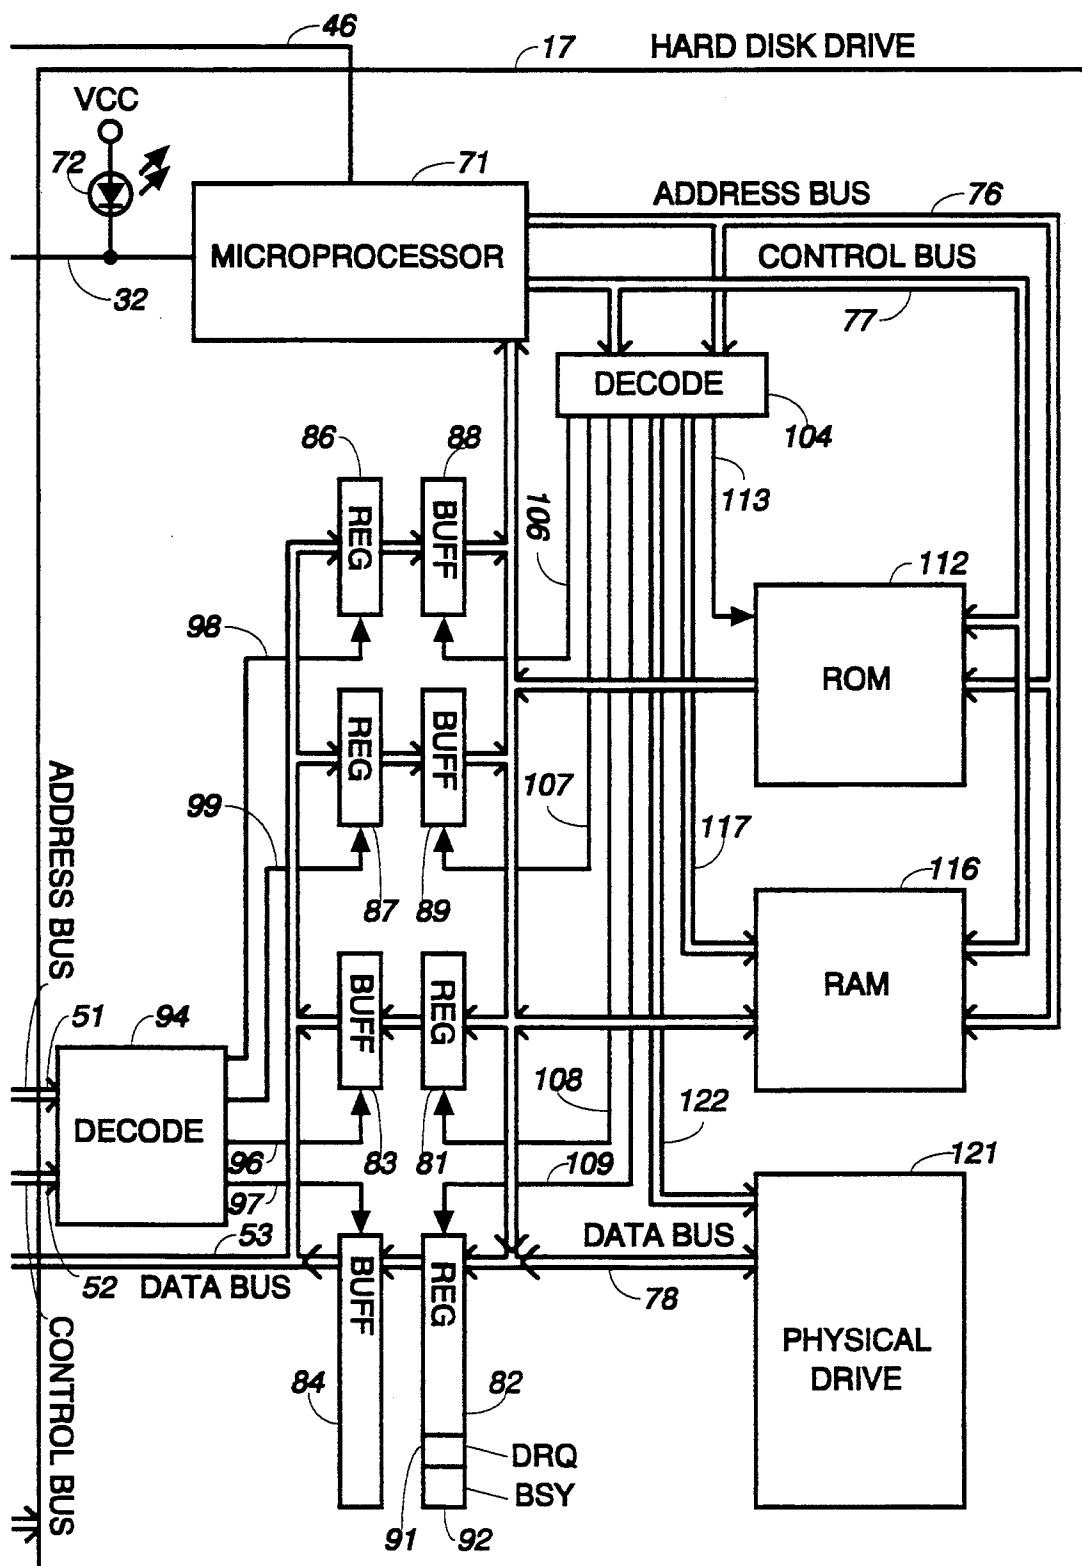 46
17
HARD DISK DRIVE
VCC
72
71
ADDRESS BUS
76
MICROPROCESSOR
CONTROL BUS
32
77
DECODE
104
86
88
113
106
REG
BUFF
112
98
ROM
REG
BUFF
ADDRESS BUS
99
107
117
87
89
116
BUFF
REG
RAM
51
94
DECODE
108
122
96
83
81
109
121
97
53
DATA BUS
52
DATA BUS
BUFF
REG
78
CONTROL BUS
PHYSICAL
DRIVE
84
82
DRQ
BSY
91
92